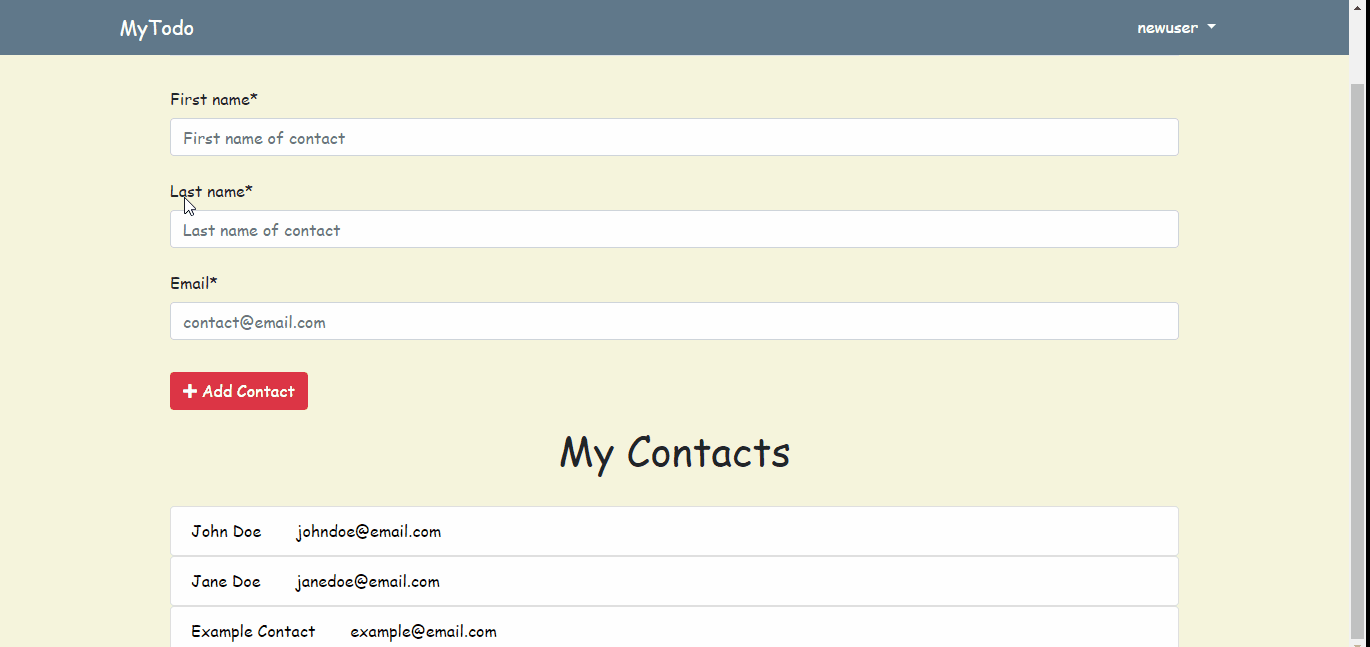 MyTodo newuser
First name*
First name of contact
Last name*
Last name of contact
Email*
contact@email.com
Add Contact
My Contacts
John Doe johndoe@email.com
Jane Doe janedoe@email.com
Example Contact example@email.com